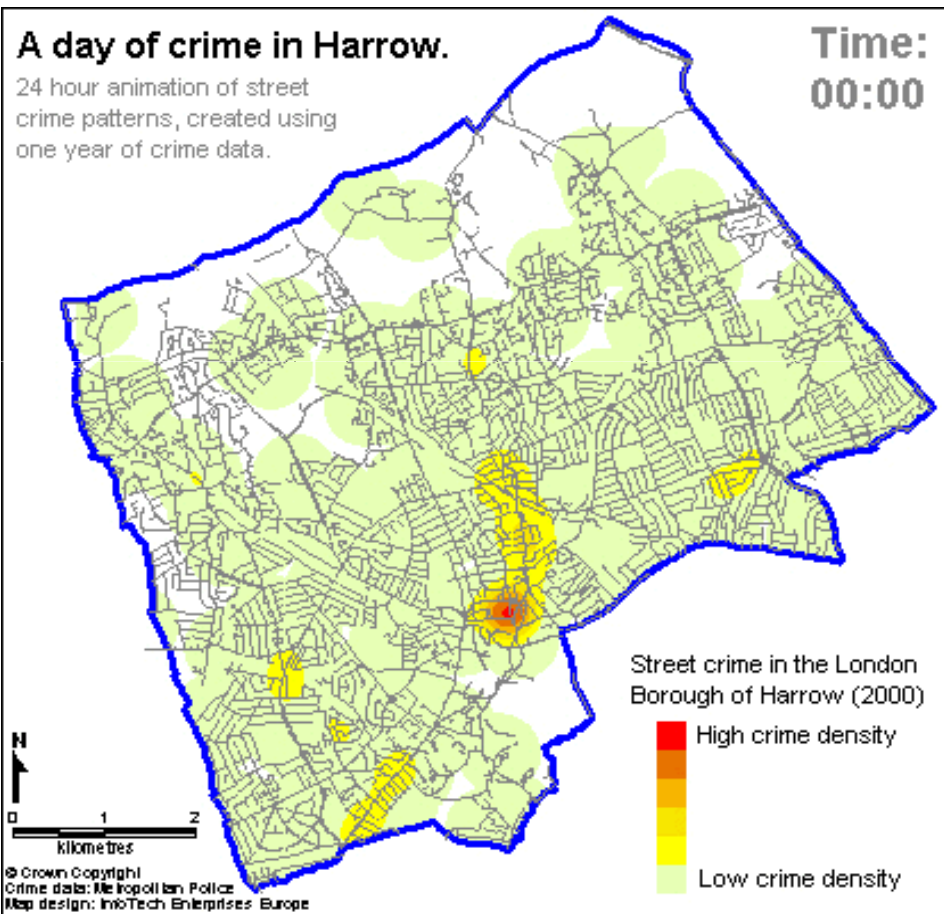 A day of crime in Harrow.
24 hour animation of street
crime patterns, created using
one year of crime data.
Time:
00:00
Street crime in the London
Borough of Harrow (2000)
High crime density
Low crime density
N
0 1 2
kilometres
© Crown Copyright
Crime data: Metropolitan Police
Map design: InfoTech Enterprises Europe